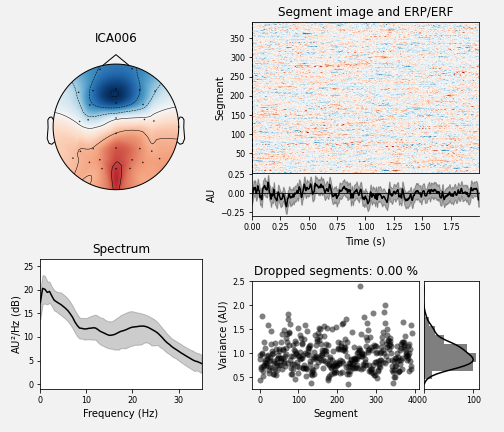 ICA006
Segment image and ERP/ERF
Segment
350
300
250
200
150
100
50
AU
0.25
0.00
−0.25
0.00 0.25 0.50 0.75 1.00 1.25 1.50 1.75
Time (s)
Spectrum
AU²/Hz (dB)
25
20
15
10
5
0
0 10 20 30
Frequency (Hz)
Dropped segments: 0.00 %
Variance (AU)
2.5
2.0
1.5
1.0
0.5
0 100 200 300 400
Segment
100